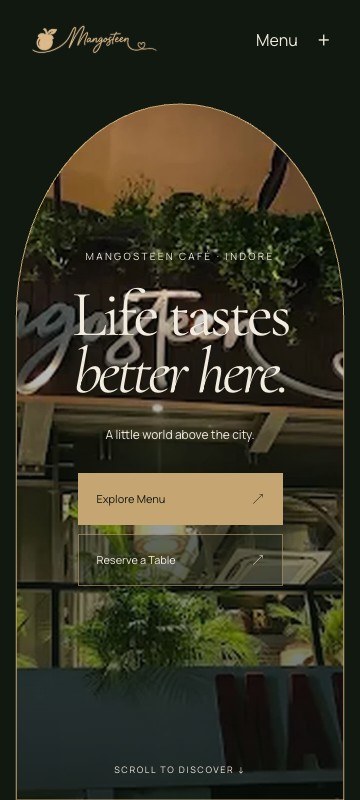 Mangosteen
Menu +
MANGOSTEEN CAFE · INDORE
Life tastes
better here.
A little world above the city.
Explore Menu ↗
Reserve a Table ↗
MA
SCROLL TO DISCOVER ↓